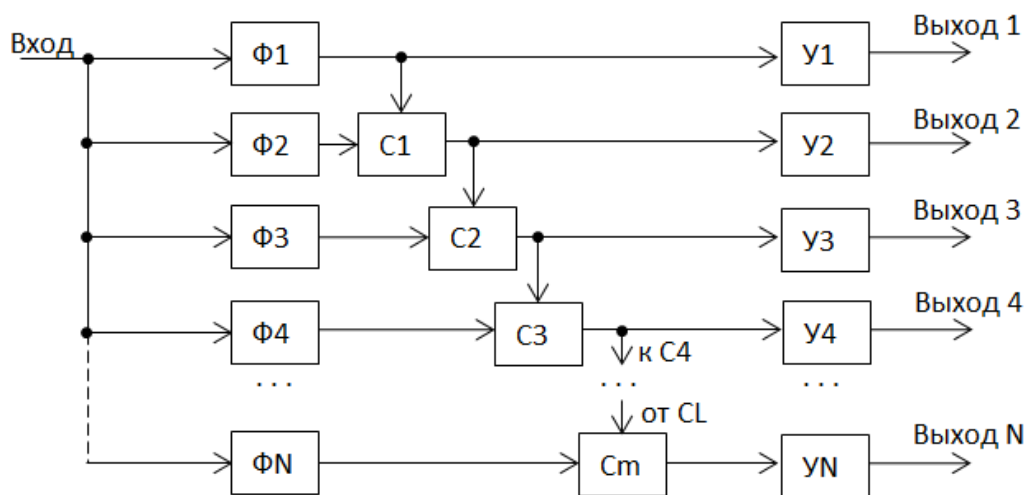 Вход
Ф1
У1
Выход 1
Ф2
С1
У2
Выход 2
Ф3
С2
У3
Выход 3
Ф4
С3
У4
Выход 4
к С4
. . .
. . .
. . .
от CL
ФN
Cm
УN
Выход N